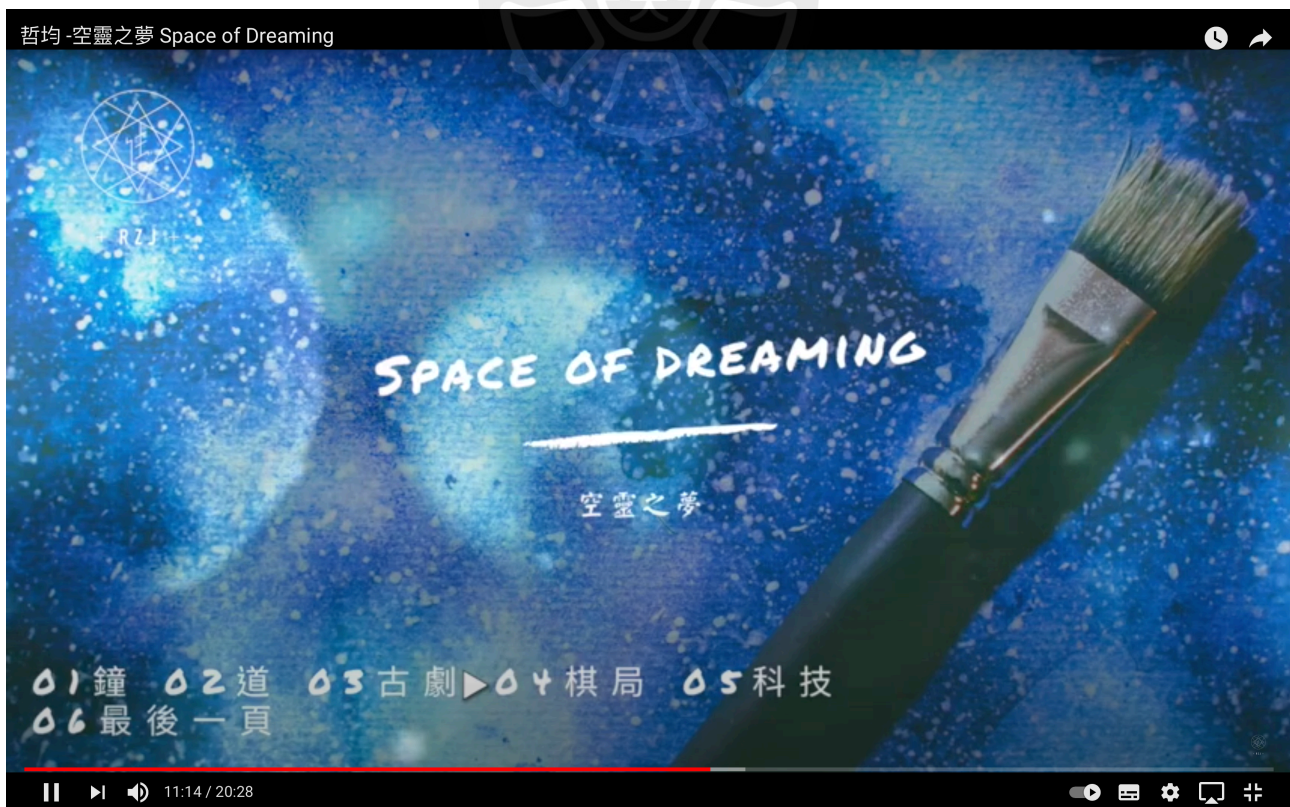 哲均 -空靈之夢 Space of Dreaming
RZJ
SPACE OF DREAMING
空靈之夢
01鐘 02道 03古劇▶04棋局 05科技
06最後一頁
11:14 / 20:28